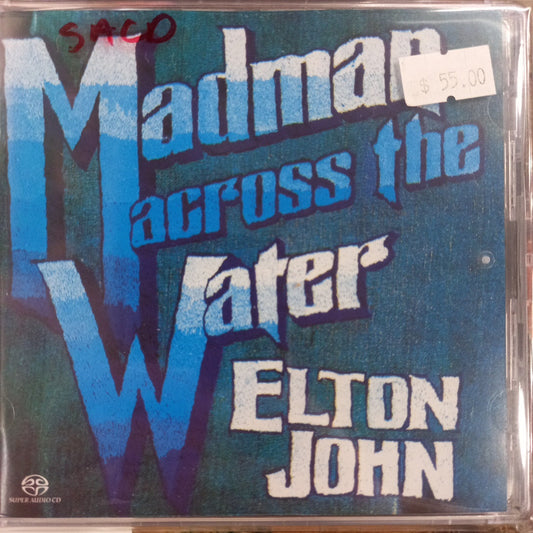 SACD
$ 55.00
Madman
across the
Water
ELTON
JOHN
SUPER AUDIO CD